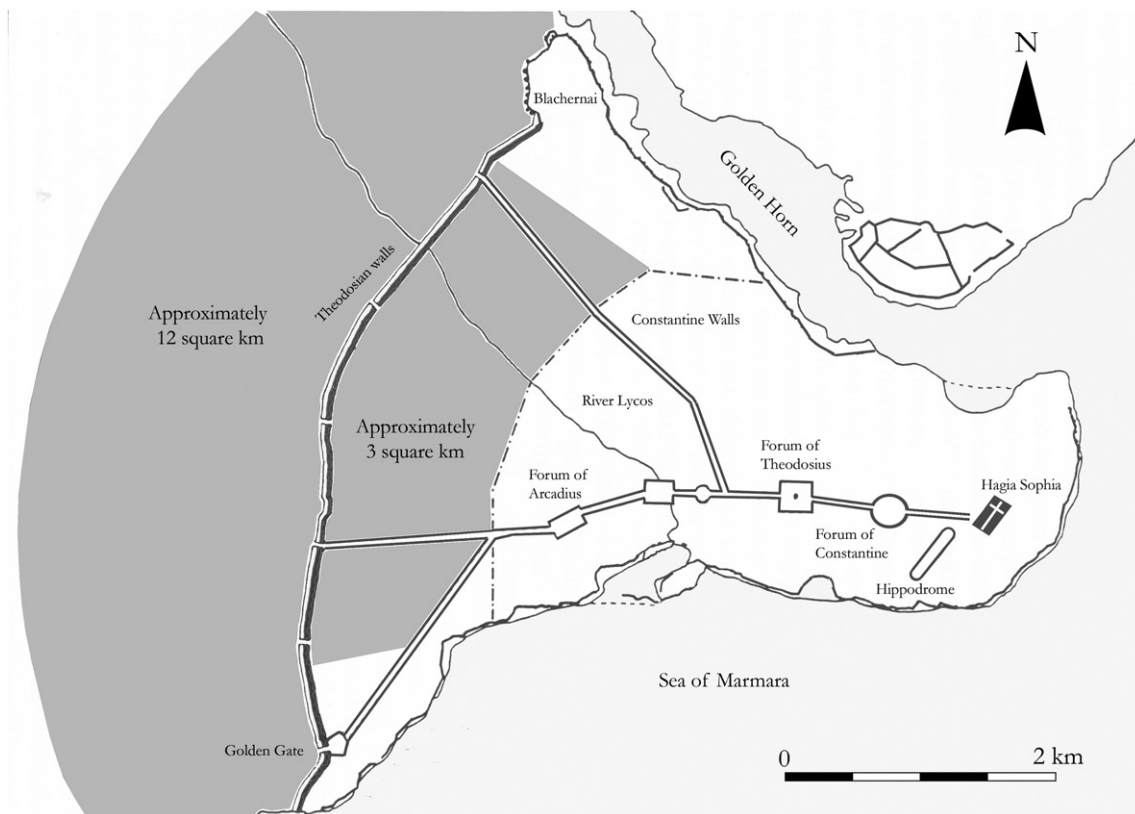 N
Blachernai
Golden Horn
Theodosian walls
Approximately
12 square km
Constantine Walls
River Lycos
Approximately
3 square km
Forum of
Theodosius
Forum of
Arcadius
Hagia Sophia
Forum of
Constantine
Hippodrome
Sea of Marmara
Golden Gate
0
2 km